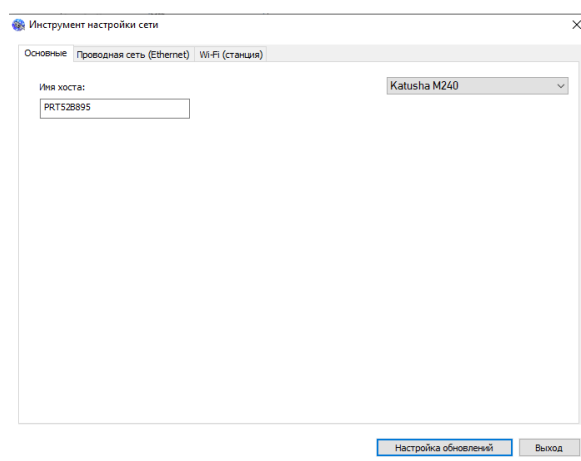 Инструмент настройки сети
Основные Проводная сеть (Ethernet) Wi-Fi (станция)
Имя хоста:
Katusha M240
PRT52B895
Настройка обновлений Выход